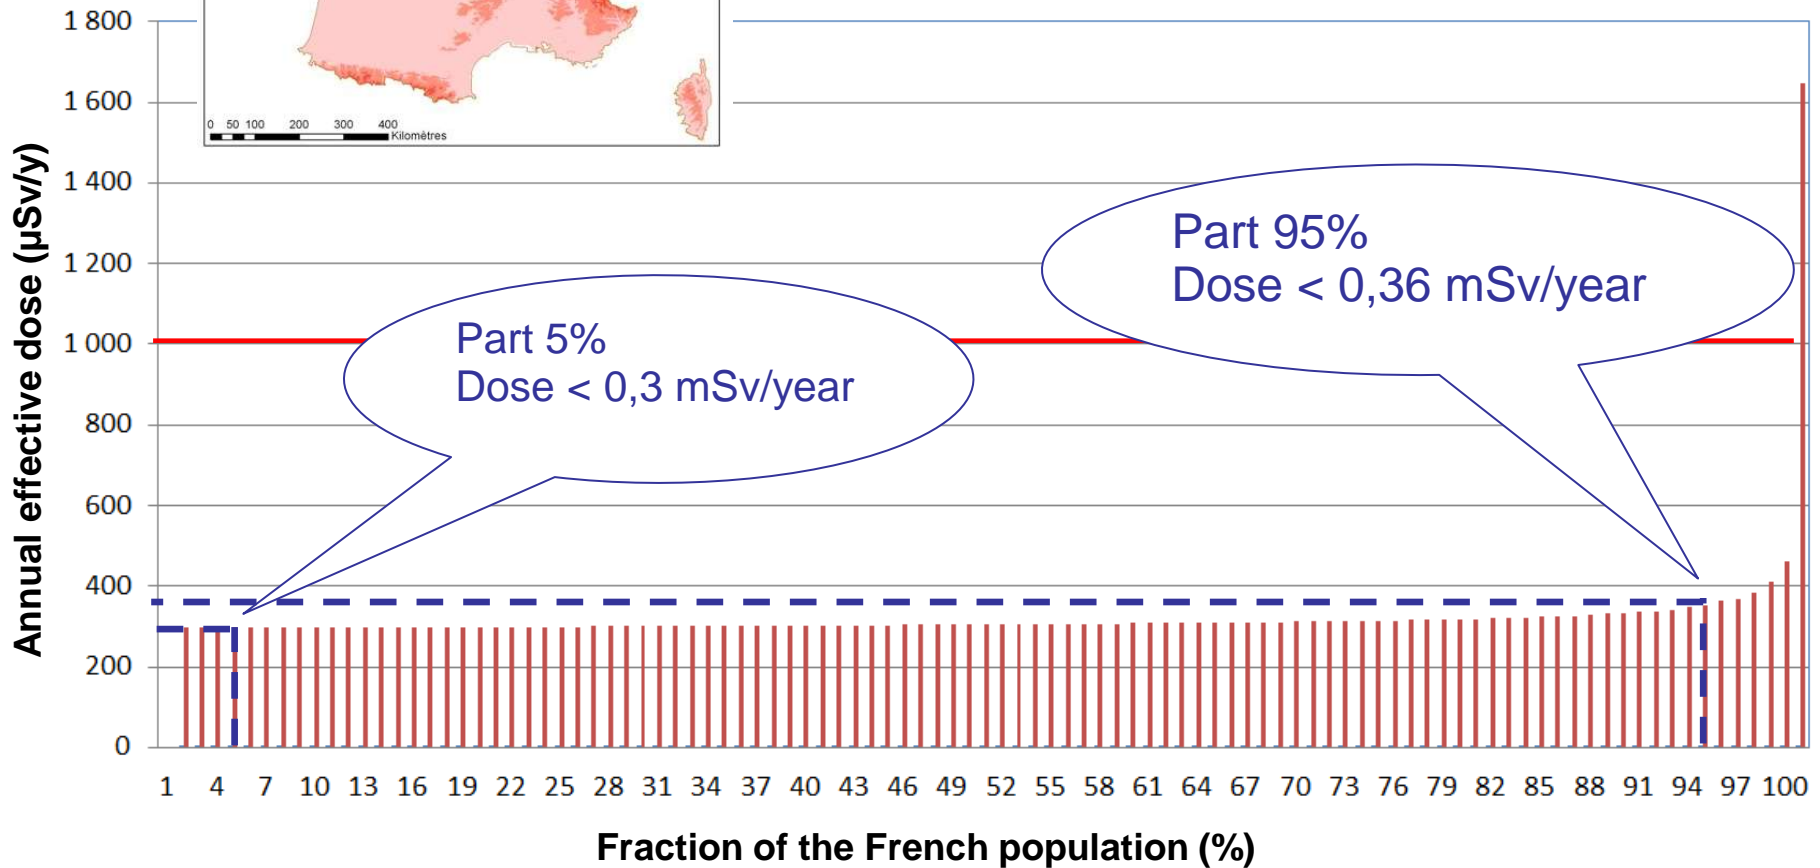 0 50 100 200 300 400
Kilomètres
Annual effective dose (µSv/y)
1 800
1 600
1 400
1 200
1 000
800
600
400
200
0
Part 5%
Dose < 0,3 mSv/year
Part 95%
Dose < 0,36 mSv/year
1 4 7 10 13 16 19 22 25 28 31 34 37 40 43 46 49 52 55 58 61 64 67 70 73 76 79 82 85 88 91 94 97 100
Fraction of the French population (%)